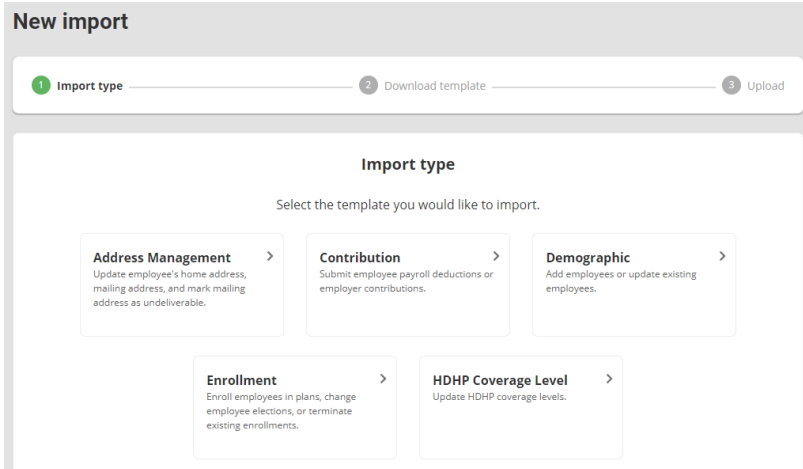 New import
1 Import type
2 Download template
3 Upload
Import type
Select the template you would like to import.
Address Management
Update employee's home address,
mailing address, and mark mailing
address as undeliverable.
Contribution
Submit employee payroll deductions or
employer contributions.
Demographic
Add employees or update existing
employees.
Enrollment
Enroll employees in plans, change
employee elections, or terminate
existing enrollments.
HDHP Coverage Level
Update HDHP coverage levels.